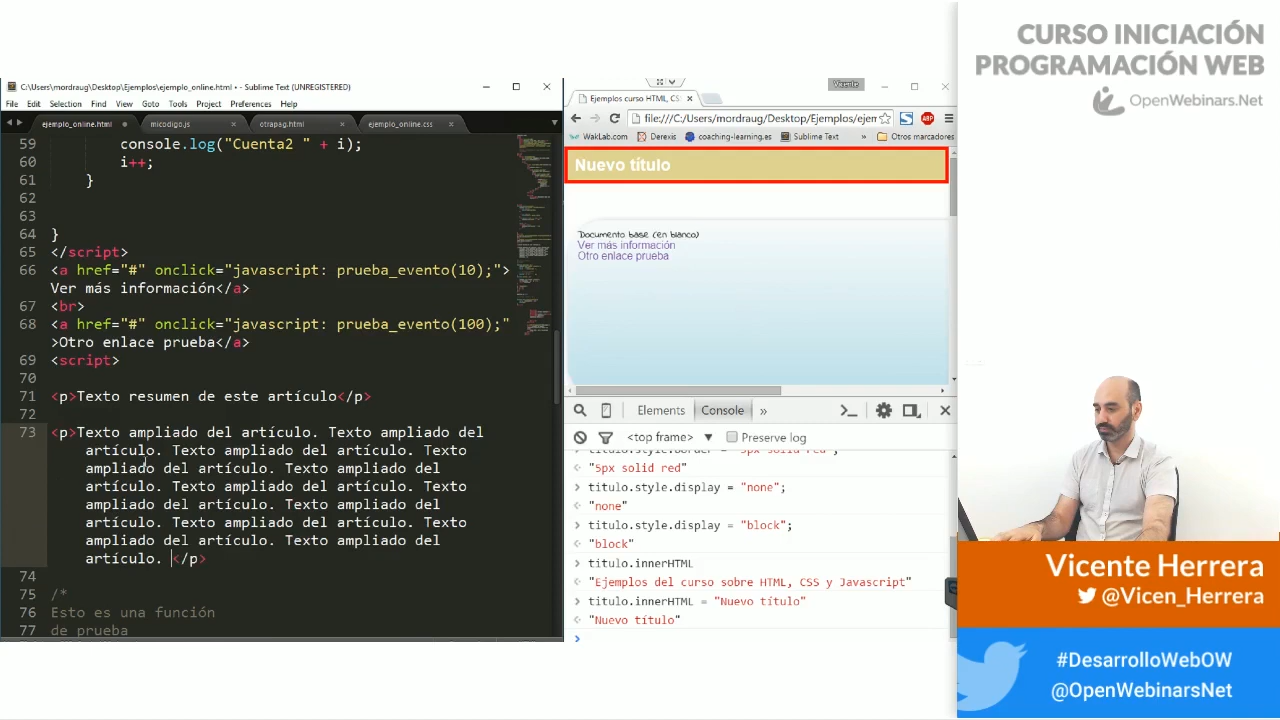 CURSO INICIACIÓN
PROGRAMACIÓN WEB
OpenWebinars.Net
C:\Users\mordraug\Desktop\Ejemplos\ejemplo_online.html • - Sublime Text (UNREGISTERED)
File Edit Selection Find View Goto Tools Project Preferences Help
ejemplo_online.html micodigo.js otrapag.html ejemplo_online.css
59 console.log("Cuenta2 " + i);
60 i++;
61 }
62
63
64 }
65 </script>
66 <a href="#" onclick="javascript: prueba_evento(10);">
Ver más información</a>
67 <br>
68 <a href="#" onclick="javascript: prueba_evento(100);"
>Otro enlace prueba</a>
69 <script>
70
71 <p>Texto resumen de este artículo</p>
72
73 <p>Texto ampliado del artículo. Texto ampliado del
artículo. Texto ampliado del artículo. Texto
ampliado del artículo. Texto ampliado del
artículo. Texto ampliado del artículo. Texto
ampliado del artículo. Texto ampliado del
artículo. Texto ampliado del artículo. Texto
ampliado del artículo. Texto ampliado del
artículo. </p>
74
75 /*
76 Esto es una función
77 de prueba
Vicente
Ejemplos curso HTML, CS
file:///C:/Users/mordraug/Desktop/Ejemplos/ejem
WakLab.com Derexis coaching-learning.es Sublime Text » Otros marcadores
Nuevo título
Documento base (en blanco)
Ver más información
Otro enlace prueba
Elements Console »
<top frame> Preserve log
titulo.style.border = "5px solid red";
"5px solid red"
titulo.style.display = "none";
"none"
titulo.style.display = "block";
"block"
titulo.innerHTML
"Ejemplos del curso sobre HTML, CSS y Javascript"
titulo.innerHTML = "Nuevo título"
"Nuevo título"
Vicente Herrera
@Vicen_Herrera
#DesarrolloWebOW
@OpenWebinarsNet